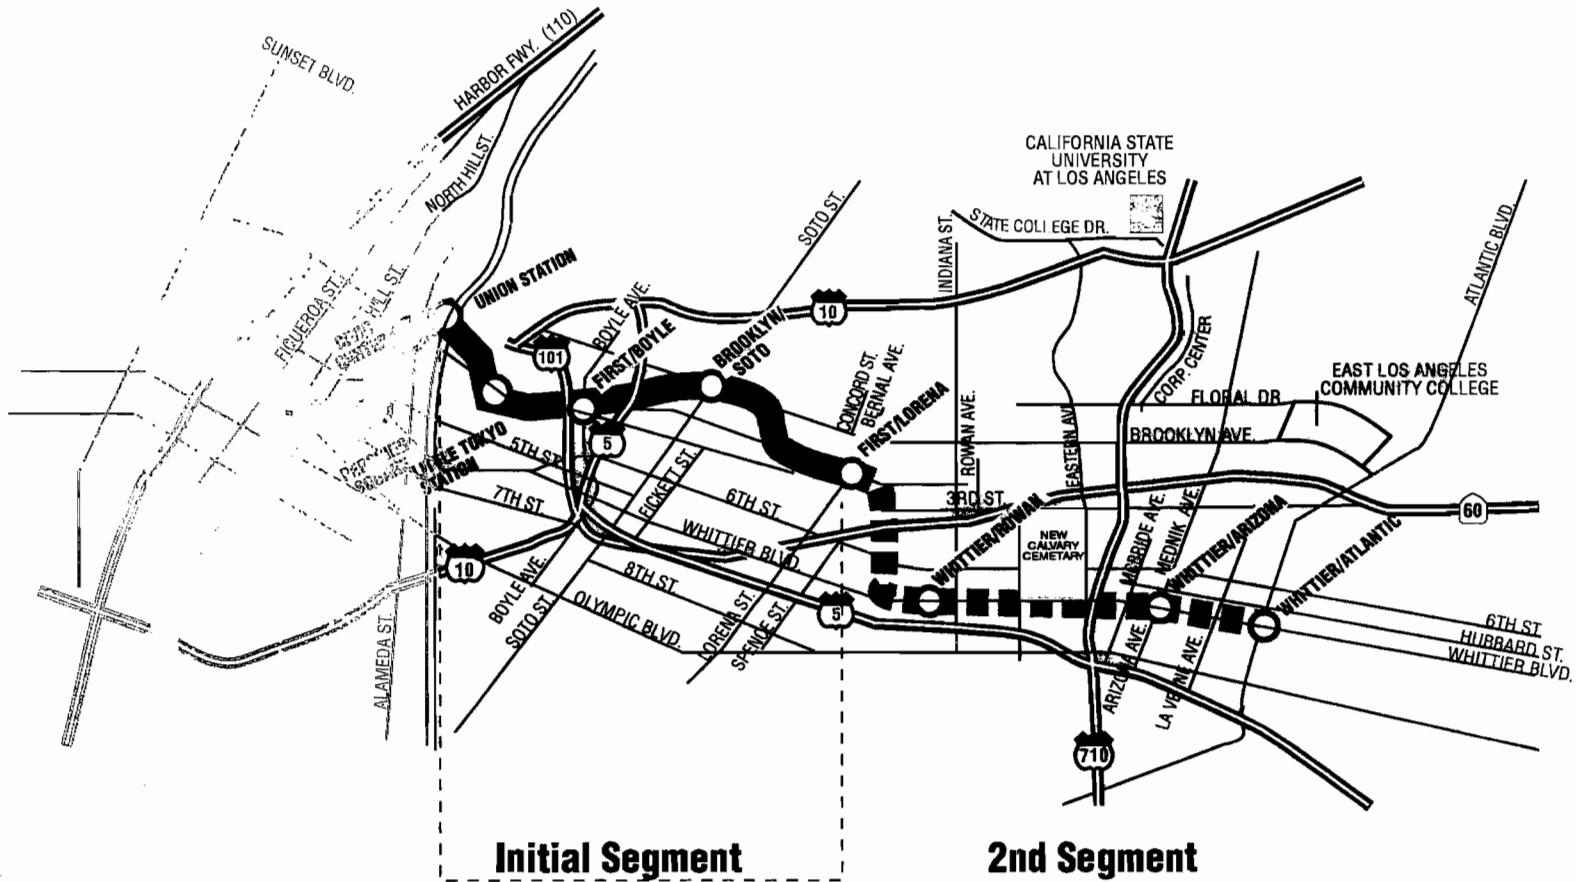 SUNSET BLVD.
HARBOR FWY. (110)
NORTH HILL ST.
FIGUEROA ST.
HILL ST.
CIVIC
CENTER
UNION STATION
LITTLE TOKYO
STATION
101
BOYLE AVE.
FIRST/BOYLE
BROOKLYN/
SOTO
SOTO ST.
10
CALIFORNIA STATE
UNIVERSITY
AT LOS ANGELES
STATE COLLEGE DR.
INDIANA ST.
ATLANTIC BLVD.
CONCORD ST.
BERNAL AVE.
FIRST/LORENA
ROWAN AVE.
EASTERN AVE
CORP CENTER
FLORAL DR.
EAST LOS ANGELES
COMMUNITY COLLEGE
BROOKLYN AVE.
5
5TH ST.
7TH ST.
FICKETT ST.
6TH ST.
WHITTIER BLVD.
3RD ST.
60
WHITTIER/ROWAN
NEW
CALVARY
CEMETARY
MCBRIDE AVE.
MEDNIK AVE.
WHITTIER/ARIZONA
WHITTIER/ATLANTIC
10
8TH ST.
BOYLE AVE.
SOTO ST.
OLYMPIC BLVD.
LORENA ST.
SPENCE ST.
5
ALAMEDA ST.
ARIZONA AVE.
LA VERNE AVE.
6TH ST.
HUBBARD ST.
WHITTIER BLVD.
710
Initial Segment
2nd Segment